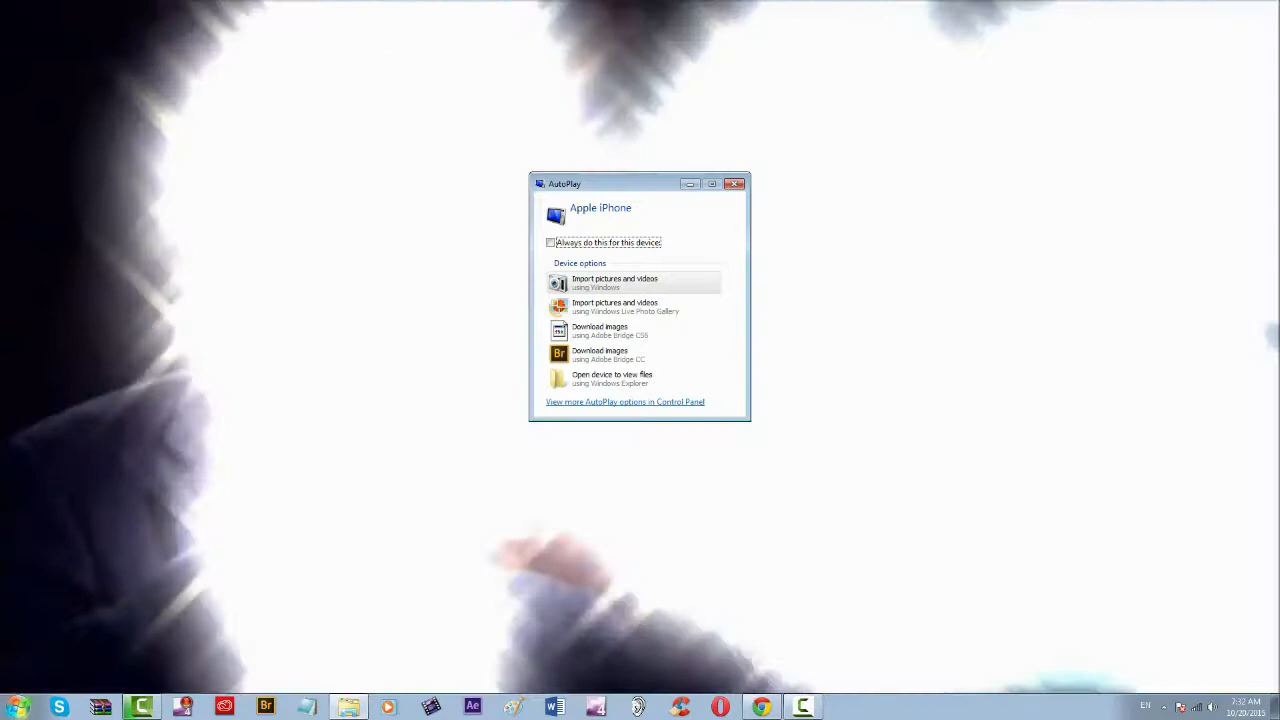 AutoPlay
Apple iPhone
Always do this for this device:
Device options
Import pictures and videos
using Windows
Import pictures and videos
using Windows Live Photo Gallery
Download images
using Adobe Bridge CS6
Br
Download images
using Adobe Bridge CC
Open device to view files
using Windows Explorer
View more AutoPlay options in Control Panel
Br
Ae
EN
7:32 AM
10/20/2015